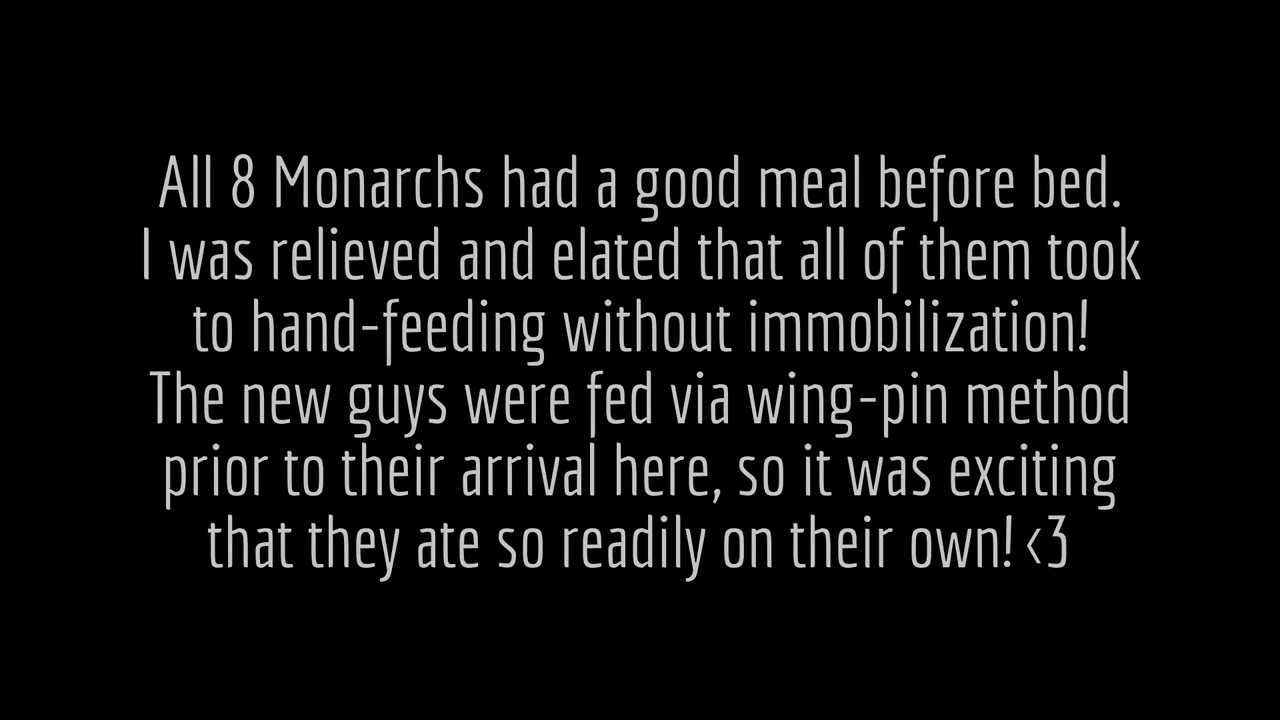 All 8 Monarchs had a good meal before bed.
I was relieved and elated that all of them took
to hand-feeding without immobilization!
The new guys were fed via wing-pin method
prior to their arrival here, so it was exciting
that they ate so readily on their own! <3